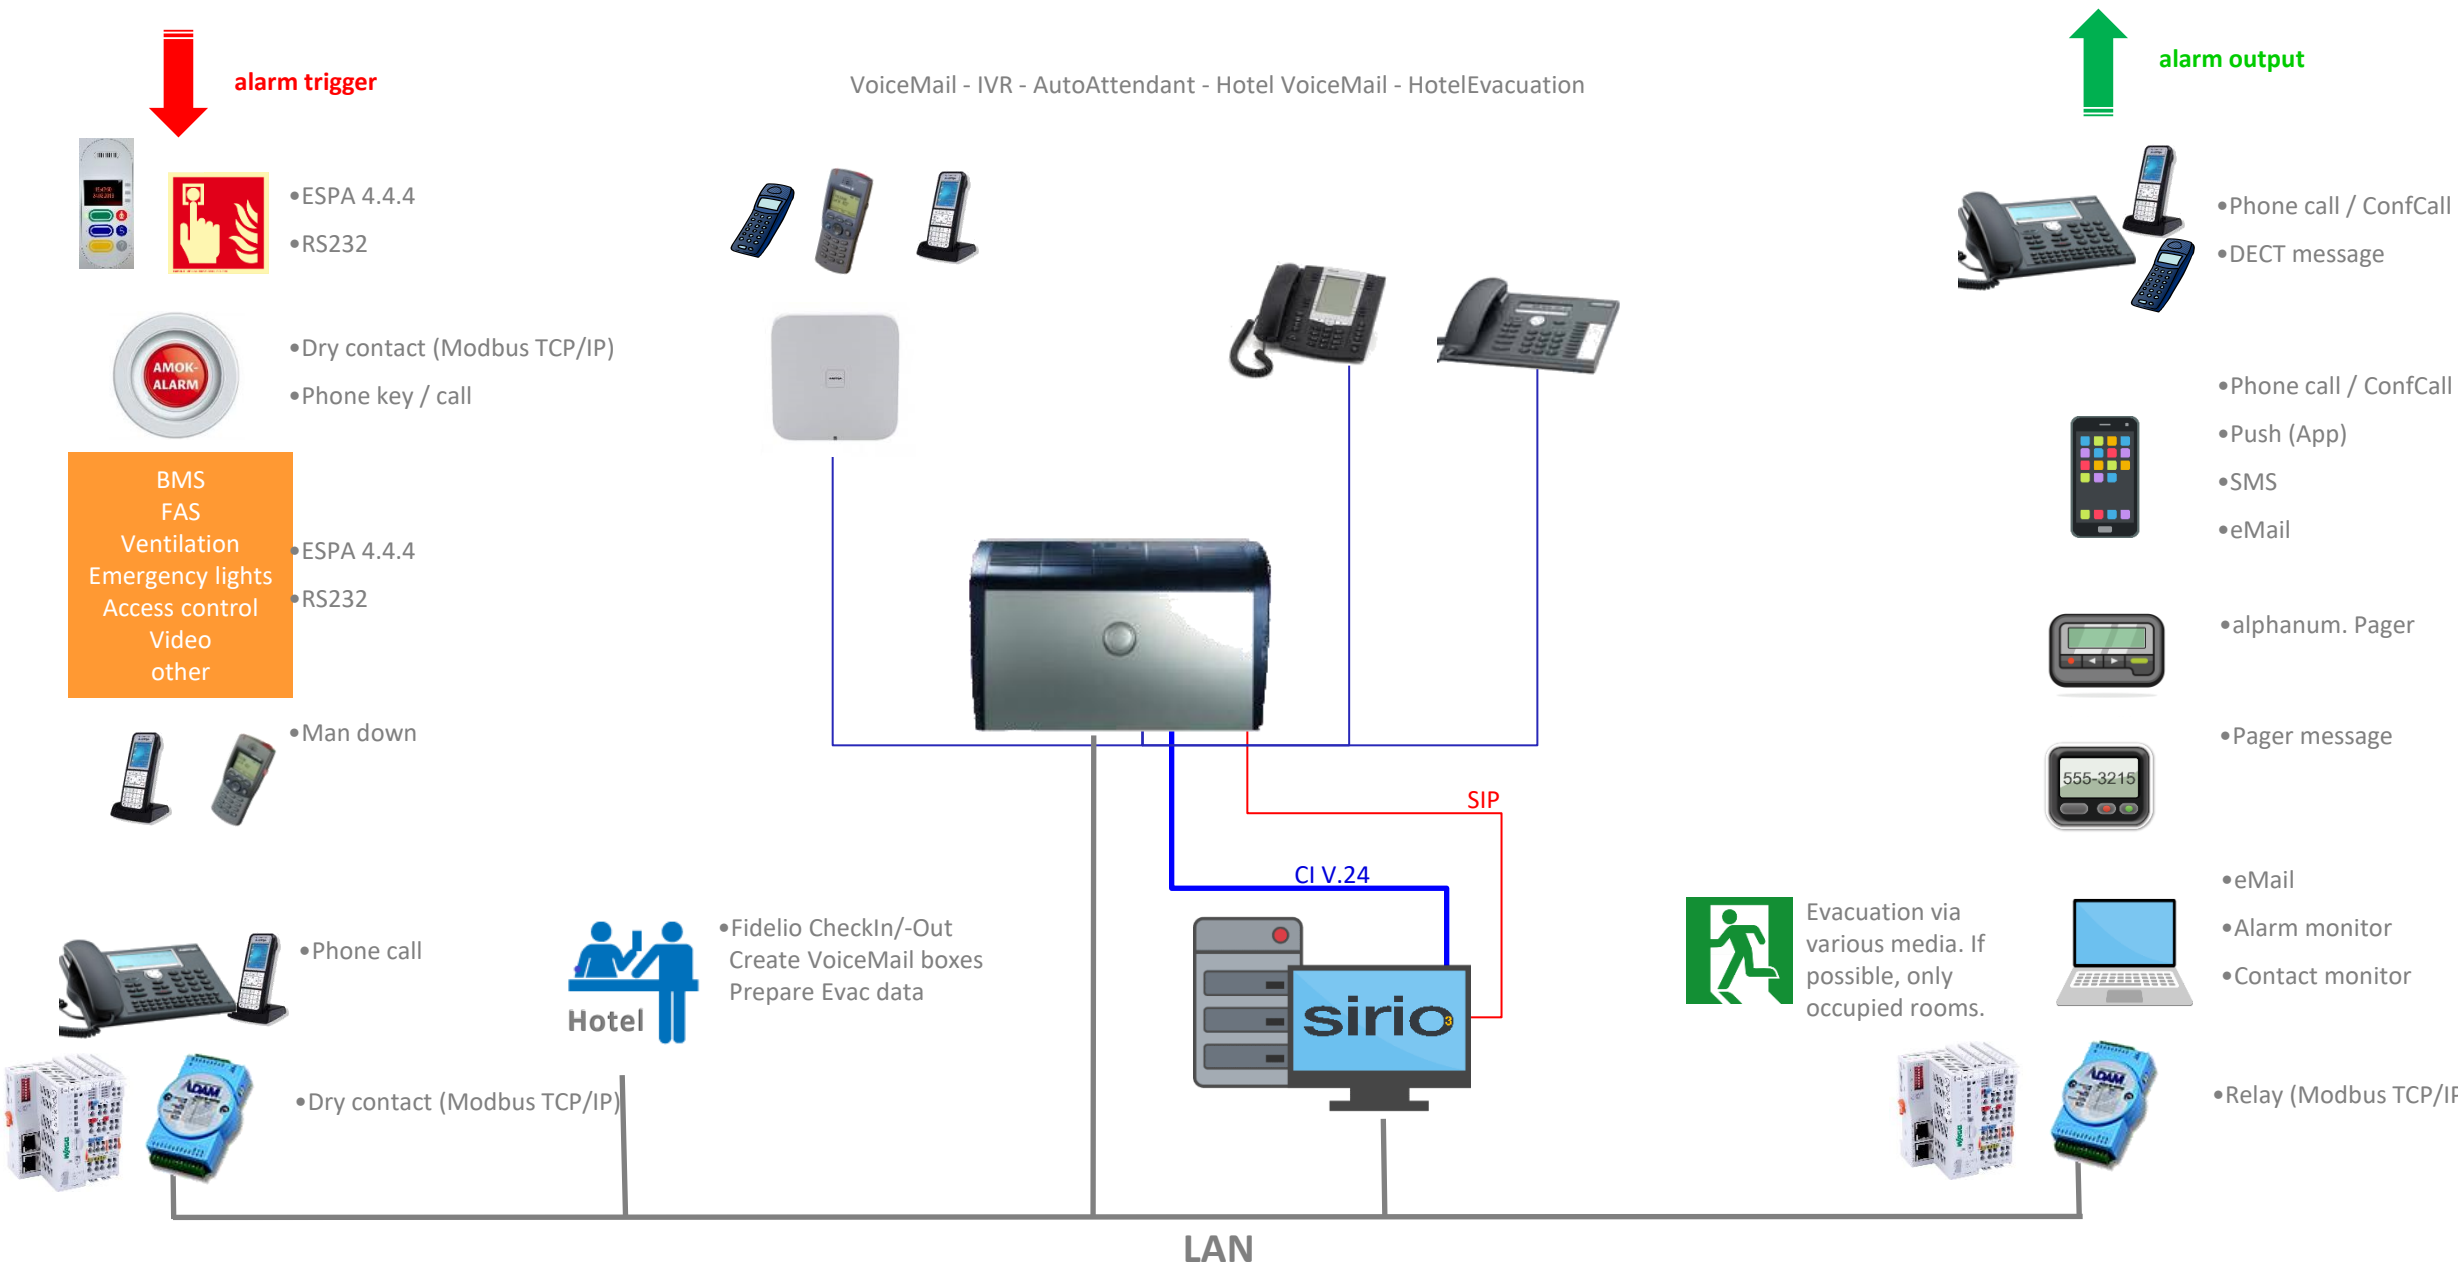 alarm trigger
VoiceMail - IVR - AutoAttendant - Hotel VoiceMail - HotelEvacuation
alarm output
•ESPA 4.4.4
•RS232
•Dry contact (Modbus TCP/IP)
•Phone key / call
AMOK-
ALARM
BMS
FAS
Ventilation
Emergency lights
Access control
Video
other
•ESPA 4.4.4
•RS232
•Man down
•Phone call
•Dry contact (Modbus TCP/IP)
ADAM
Hotel
•Fidelio CheckIn/-Out
Create VoiceMail boxes
Prepare Evac data
SIP
CI V.24
sirio3
LAN
•Phone call / ConfCall
•DECT message
•Phone call / ConfCall
•Push (App)
•SMS
•eMail
•alphanum. Pager
•Pager message
555-3215
Evacuation via
various media. If
possible, only
occupied rooms.
•eMail
•Alarm monitor
•Contact monitor
•Relay (Modbus TCP/IP
ADAM